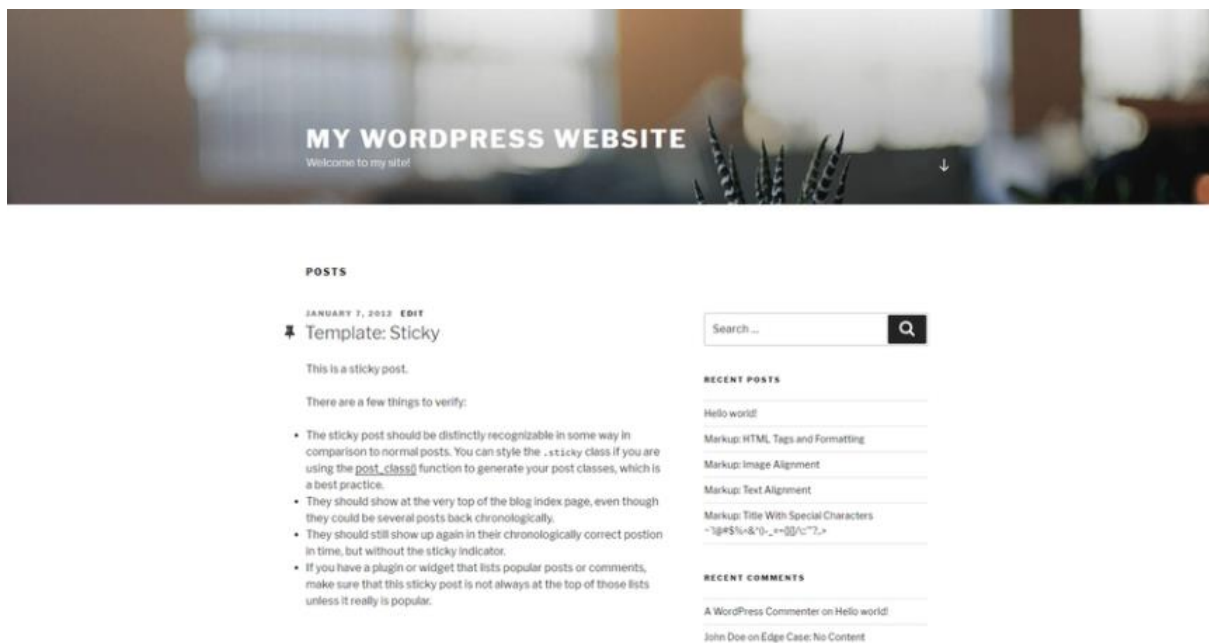 MY WORDPRESS WEBSITE
Welcome to my site!
POSTS
JANUARY 7, 2012 EDIT
Template: Sticky
This is a sticky post.
There are a few things to verify:
• The sticky post should be distinctly recognizable in some way in
comparison to normal posts. You can style the .sticky class if you are
using the post_class() function to generate your post classes, which is
a best practice.
• They should show at the very top of the blog index page, even though
they could be several posts back chronologically.
• They should still show up again in their chronologically correct postion
in time, but without the sticky indicator.
• If you have a plugin or widget that lists popular posts or comments,
make sure that this sticky post is not always at the top of those lists
unless it really is popular.
Search ...
RECENT POSTS
Hello world!
Markup: HTML Tags and Formatting
Markup: Image Alignment
Markup: Text Alignment
Markup: Title With Special Characters
RECENT COMMENTS
A WordPress Commenter on Hello world!
John Doe on Edge Case: No Content